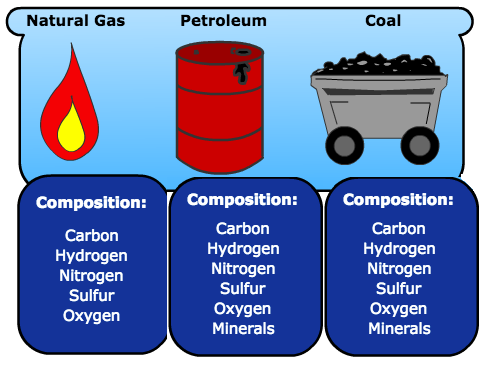 Natural Gas
Petroleum
Coal
Composition:
Carbon
Hydrogen
Nitrogen
Sulfur
Oxygen
Composition:
Carbon
Hydrogen
Nitrogen
Sulfur
Oxygen
Minerals
Composition:
Carbon
Hydrogen
Nitrogen
Sulfur
Oxygen
Minerals